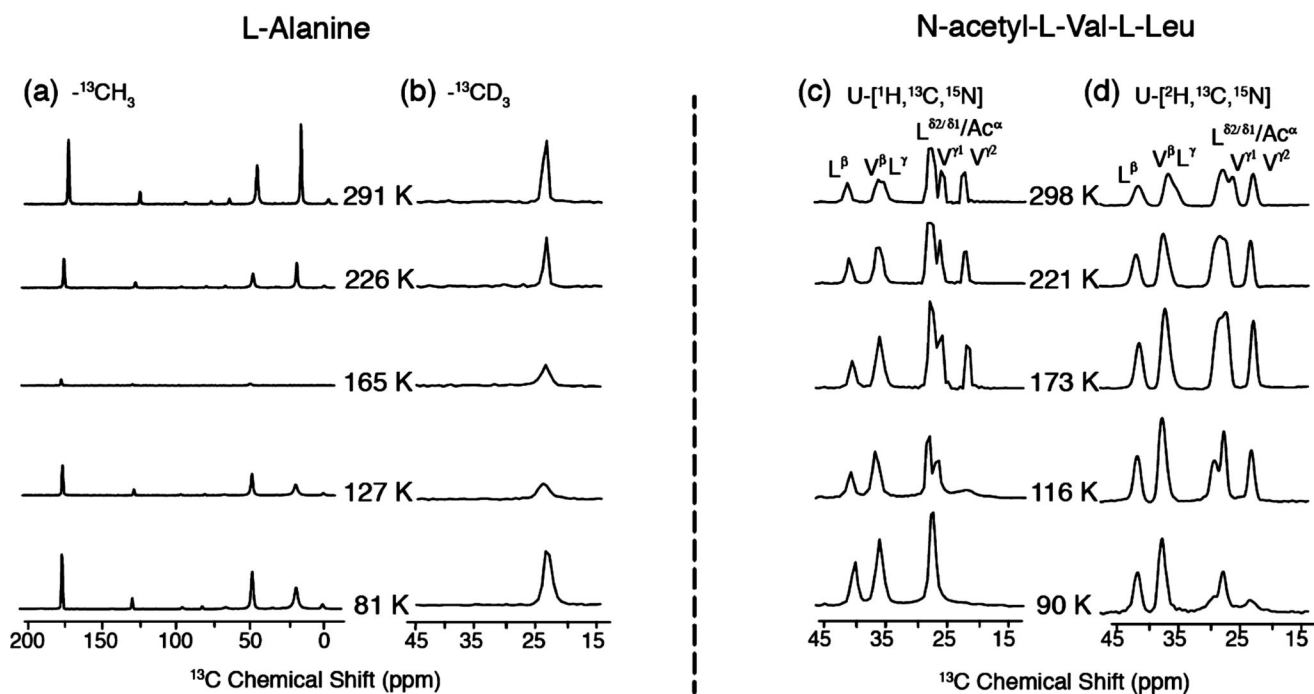 L-Alanine
N-acetyl-L-Val-L-Leu
(a) -¹³CH₃
(b) -¹³CD₃
(c) U-[¹H,¹³C,¹⁵N]
(d) U-[²H,¹³C,¹⁵N]
L^δ2/δ1/Ac^α
L^β V^βL^γ V^γ1 V^γ2
L^δ2/δ1/Ac^α
L^β V^βL^γ V^γ1 V^γ2
291 K
226 K
165 K
127 K
81 K
298 K
221 K
173 K
116 K
90 K
200 150 100 50 0
45 35 25 15
45 35 25 15
45 35 25 15
¹³C Chemical Shift (ppm)
¹³C Chemical Shift (ppm)